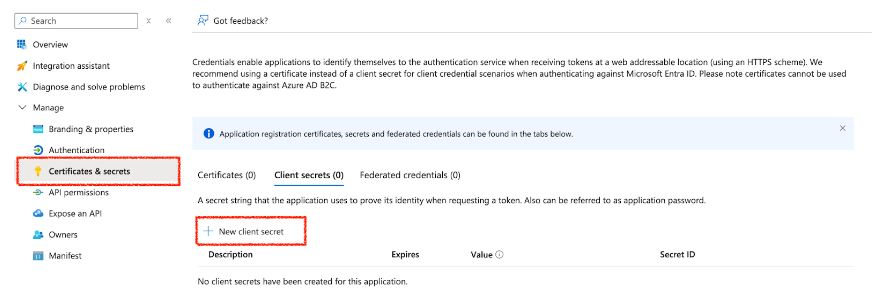 Search
Got feedback?
Overview
Integration assistant
Diagnose and solve problems
Manage
Branding & properties
Authentication
Certificates & secrets
API permissions
Expose an API
Owners
Manifest
Credentials enable applications to identify themselves to the authentication service when receiving tokens at a web addressable location (using an HTTPS scheme). We
recommend using a certificate instead of a client secret for client credential scenarios when authenticating against Microsoft Entra ID. Please note certificates cannot be used
to authenticate against Azure AD B2C.
Application registration certificates, secrets and federated credentials can be found in the tabs below.
Certificates (0) Client secrets (0) Federated credentials (0)
A secret string that the application uses to prove its identity when requesting a token. Also can be referred to as application password.
New client secret
Description Expires Value Secret ID
No client secrets have been created for this application.